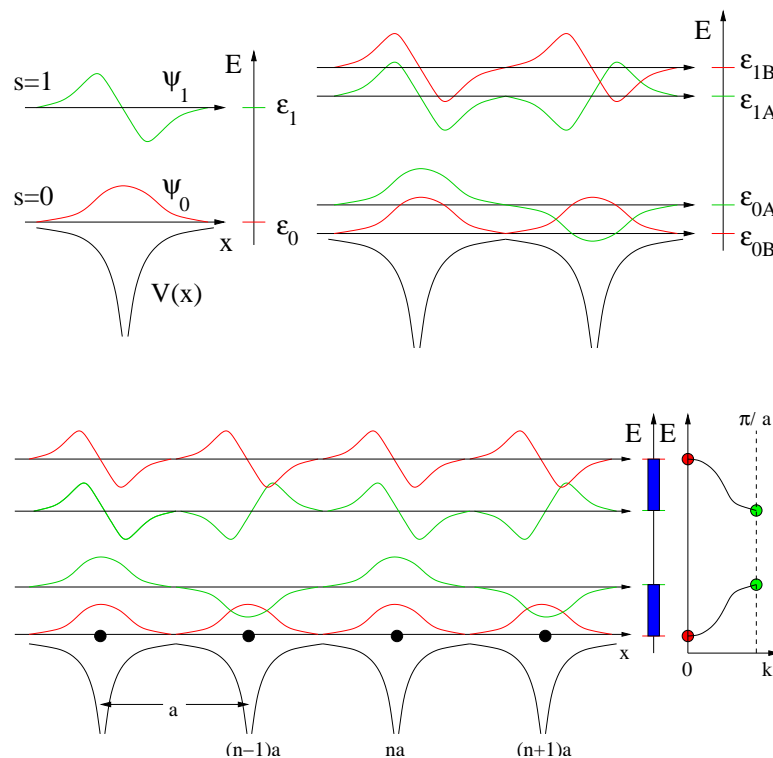 s=1
ψ₁
E
ε₁
s=0
ψ₀
ε₀
x
V(x)
E
ε₁B
ε₁A
ε₀A
ε₀B
E
E
π/ a
x
0
k
a
(n−1)a
na
(n+1)a